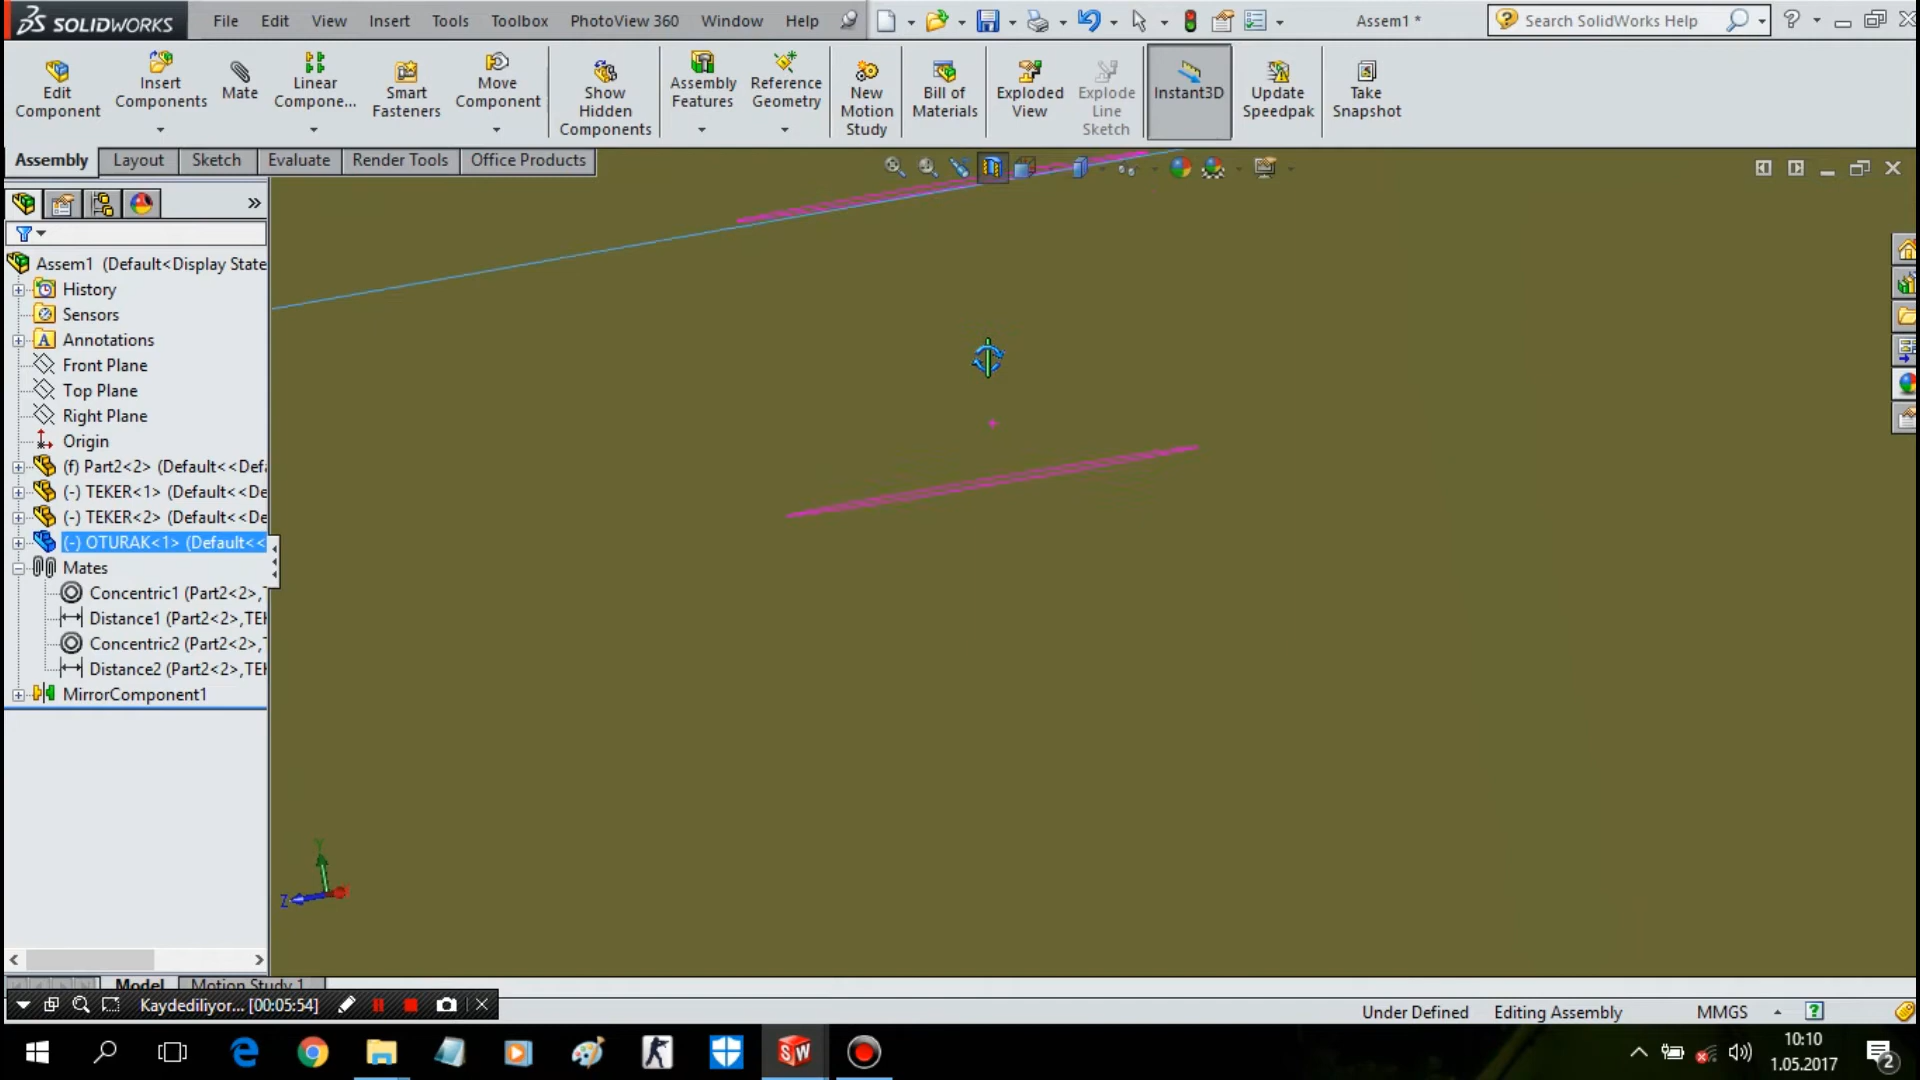 SOLIDWORKS
File Edit View Insert Tools Toolbox PhotoView 360 Window Help
Assem1 *
Search SolidWorks Help
Edit Component
Insert Components
Mate
Linear Compone...
Smart Fasteners
Move Component
Show Hidden Components
Assembly Features
Reference Geometry
New Motion Study
Bill of Materials
Exploded View
Explode Line Sketch
Instant3D
Update Speedpak
Take Snapshot
Assembly Layout Sketch Evaluate Render Tools Office Products
Assem1 (Default<Display State
History
Sensors
A Annotations
Front Plane
Top Plane
Right Plane
Origin
(f) Part2<2> (Default<<Def
(-) TEKER<1> (Default<<De
(-) TEKER<2> (Default<<De
(-) OTURAK<1> (Default<<
Mates
Concentric1 (Part2<2>,
Distance1 (Part2<2>,TE
Concentric2 (Part2<2>,
Distance2 (Part2<2>,TE
MirrorComponent1
Y
Z
Model Motion Study 1
Kaydediliyor... [00:05:54]
Under Defined Editing Assembly MMGS
SW
10:10
1.05.2017
2